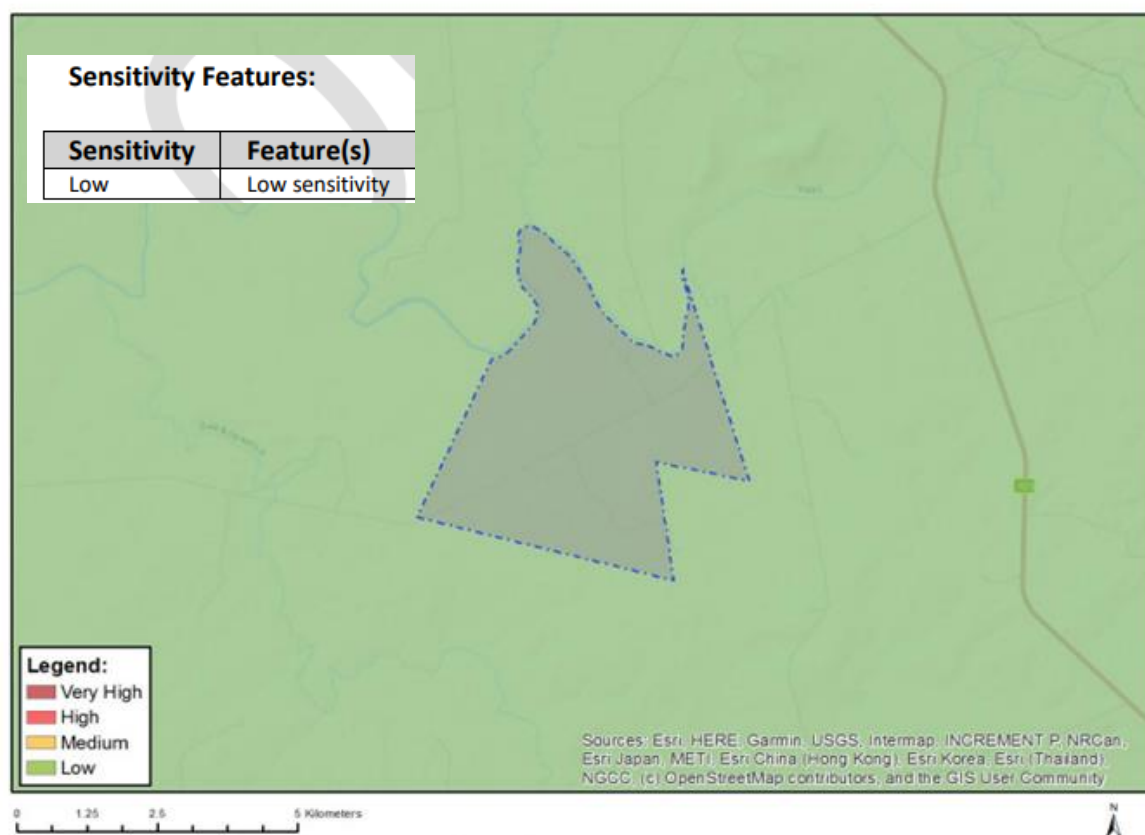 Sensitivity Features:
Sensitivity Feature(s)
Low Low sensitivity
Legend:
Very High
High
Medium
Low
Sources: Esri, HERE, Garmin, USGS, Intermap, INCREMENT P, NRCan,
Esri Japan, METI, Esri China (Hong Kong), Esri Korea, Esri (Thailand),
NGCC, (c) OpenStreetMap contributors, and the GIS User Community
0 1.25 2.5 5 Kilometers
N